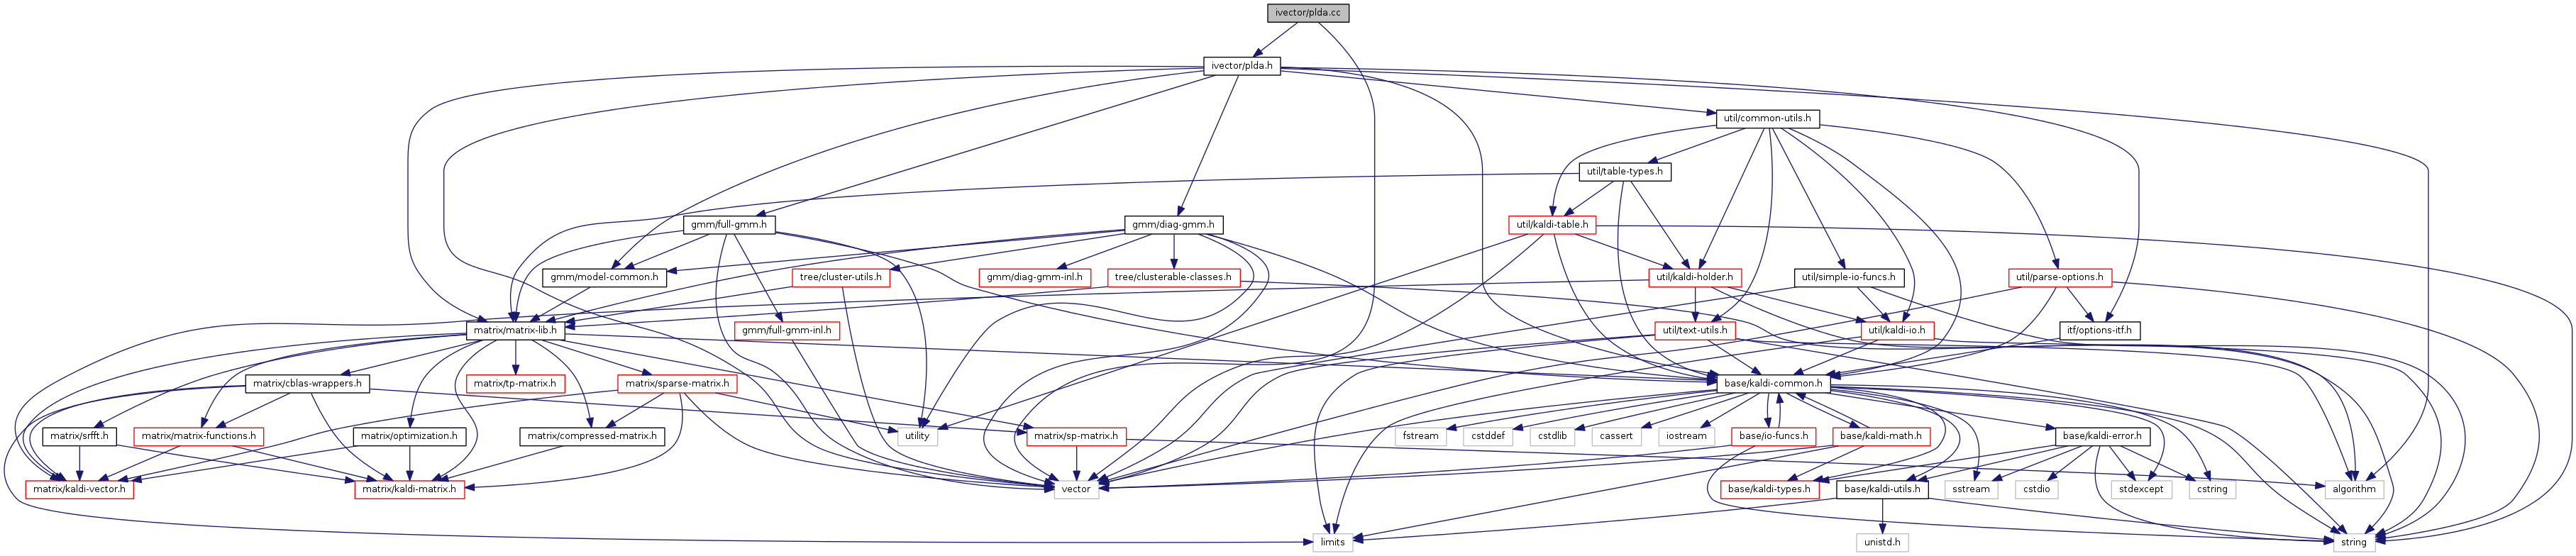 ivector/plda.cc
ivector/plda.h
util/common-utils.h
util/table-types.h
gmm/full-gmm.h
gmm/diag-gmm.h
util/kaldi-table.h
gmm/model-common.h
tree/cluster-utils.h
gmm/diag-gmm-inl.h
tree/clusterable-classes.h
util/kaldi-holder.h
util/simple-io-funcs.h
util/parse-options.h
matrix/matrix-lib.h
gmm/full-gmm-inl.h
util/text-utils.h
util/kaldi-io.h
itf/options-itf.h
matrix/cblas-wrappers.h
matrix/tp-matrix.h
matrix/sparse-matrix.h
base/kaldi-common.h
matrix/srfft.h
matrix/matrix-functions.h
matrix/optimization.h
matrix/compressed-matrix.h
utility
matrix/sp-matrix.h
fstream
cstddef
cstdlib
cassert
iostream
base/io-funcs.h
base/kaldi-math.h
base/kaldi-error.h
matrix/kaldi-vector.h
matrix/kaldi-matrix.h
vector
base/kaldi-types.h
base/kaldi-utils.h
sstream
cstdio
stdexcept
cstring
algorithm
limits
unistd.h
string